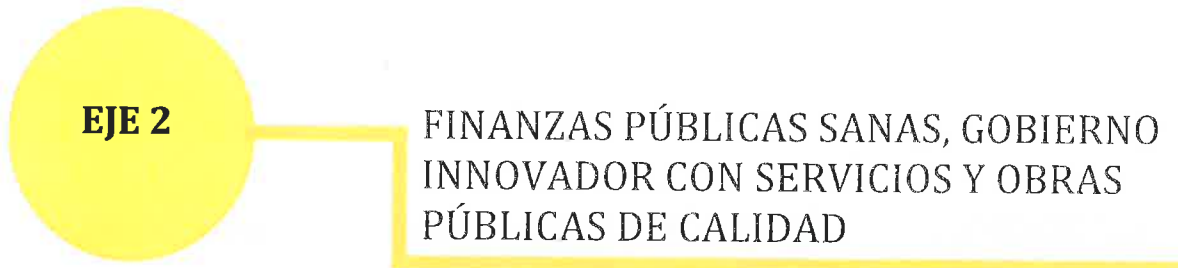 EJE 2
FINANZAS PÚBLICAS SANAS, GOBIERNO
INNOVADOR CON SERVICIOS Y OBRAS
PÚBLICAS DE CALIDAD